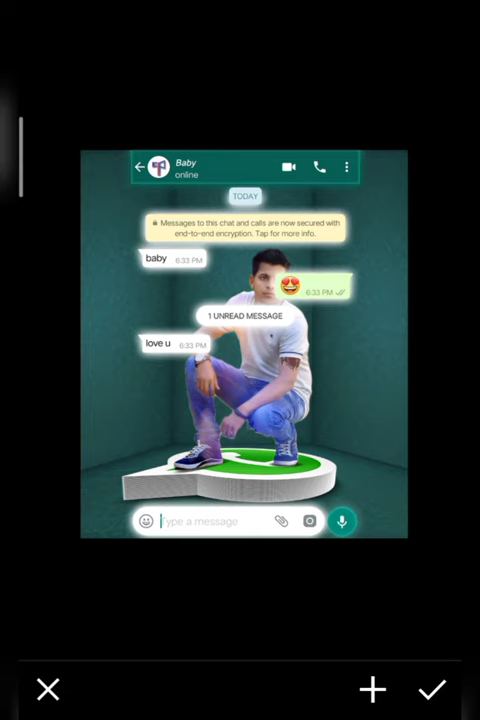 Baby
online
TODAY
Messages to this chat and calls are now secured with
end-to-end encryption. Tap for more info.
baby 6:33 PM
6:33 PM
1 UNREAD MESSAGE
love u 6:33 PM
Type a message